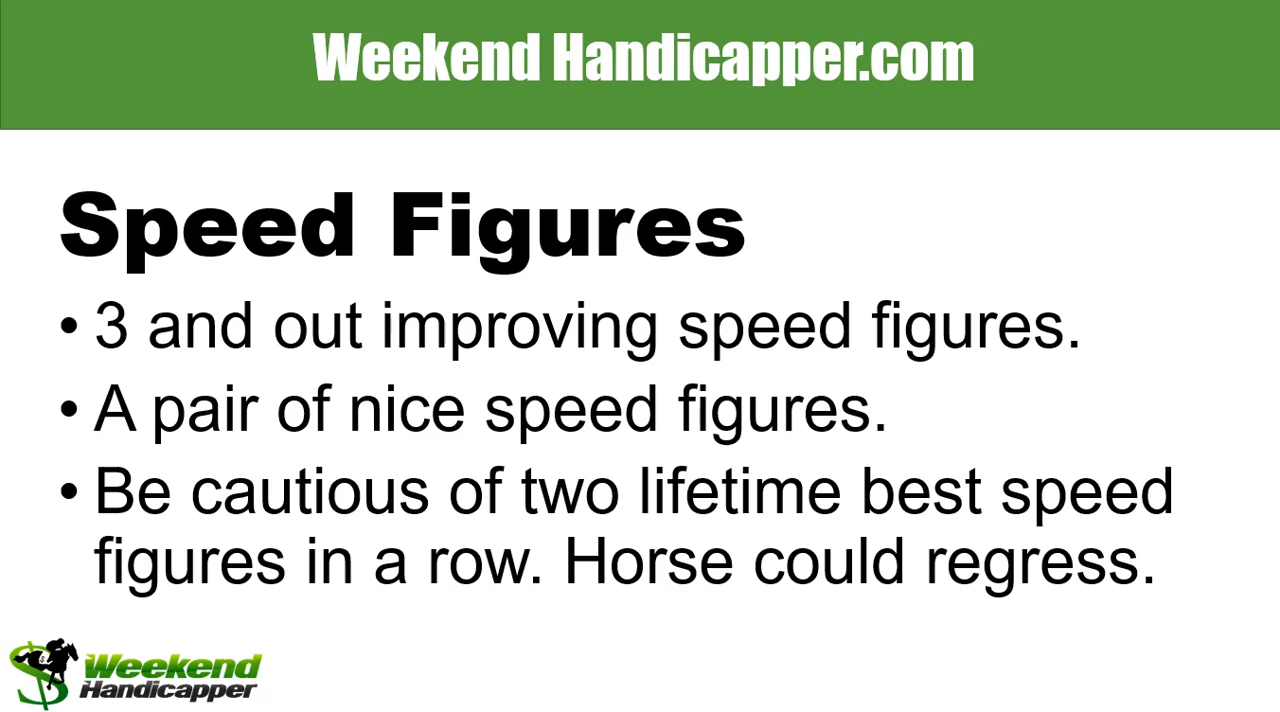 Weekend Handicapper.com
Speed Figures
• 3 and out improving speed figures.
• A pair of nice speed figures.
• Be cautious of two lifetime best speed
figures in a row. Horse could regress.
Weekend
Handicapper